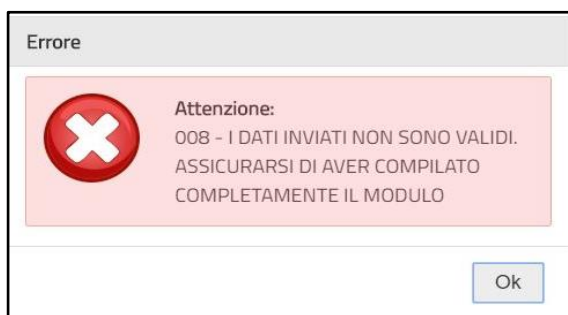 Errore
Attenzione:
008 - I DATI INVIATI NON SONO VALIDI.
ASSICURARSI DI AVER COMPILATO
COMPLETAMENTE IL MODULO
Ok